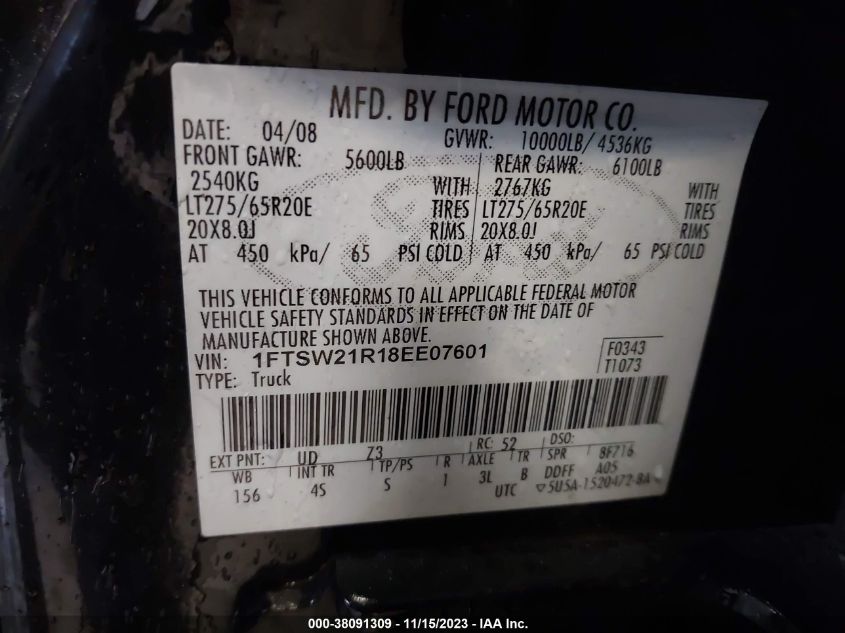 MFD. BY FORD MOTOR CO.
DATE: 04/08 GVWR: 10000LB/ 4536KG
FRONT GAWR: 5600LB REAR GAWR: 6100LB
2540KG WITH 2767KG WITH
LT275/65R20E TIRES LT275/65R20E TIRES
20X8.0J RIMS 20X8.0J RIMS
AT 450 kPa/ 65 PSI COLD AT 450 kPa/ 65 PSI COLD
THIS VEHICLE CONFORMS TO ALL APPLICABLE FEDERAL MOTOR
VEHICLE SAFETY STANDARDS IN EFFECT ON THE DATE OF
MANUFACTURE SHOWN ABOVE.
VIN: 1FTSW21R18EE07601 F0343
TYPE: Truck T1073
EXT PNT: UD Z3 RC: 52 DSO:
WB INT TR TP/PS R AXLE TR SPR 8F716
156 4S S 1 3L B DDFF A05
UTC ▽5U5A-1520472-BA
000-38091309 - 11/15/2023 - IAA Inc.